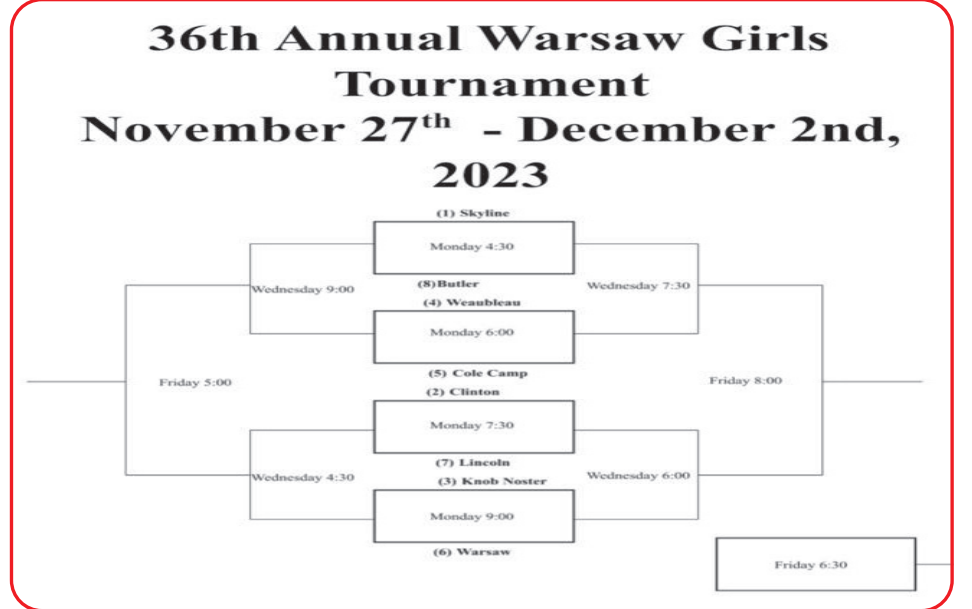 36th Annual Warsaw Girls
Tournament
November 27th - December 2nd,
2023
(1) Skyline
Monday 4:30
Wednesday 9:00
Wednesday 7:30
(8)Butler
(4) Weaubleau
Monday 6:00
(5) Cole Camp
Friday 5:00
Friday 8:00
(2) Clinton
Monday 7:30
(7) Lincoln
Wednesday 4:30
Wednesday 6:00
(3) Knob Noster
Monday 9:00
(6) Warsaw
Friday 6:30